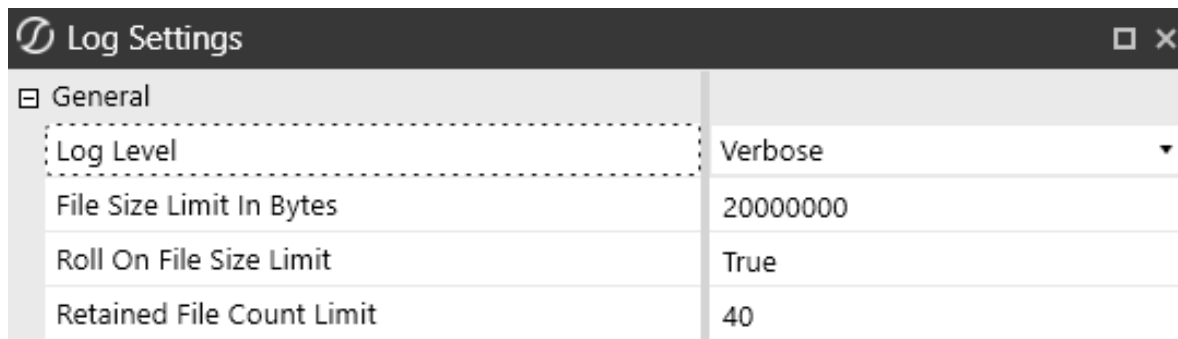 Log Settings
General
Log Level Verbose
File Size Limit In Bytes 20000000
Roll On File Size Limit True
Retained File Count Limit 40